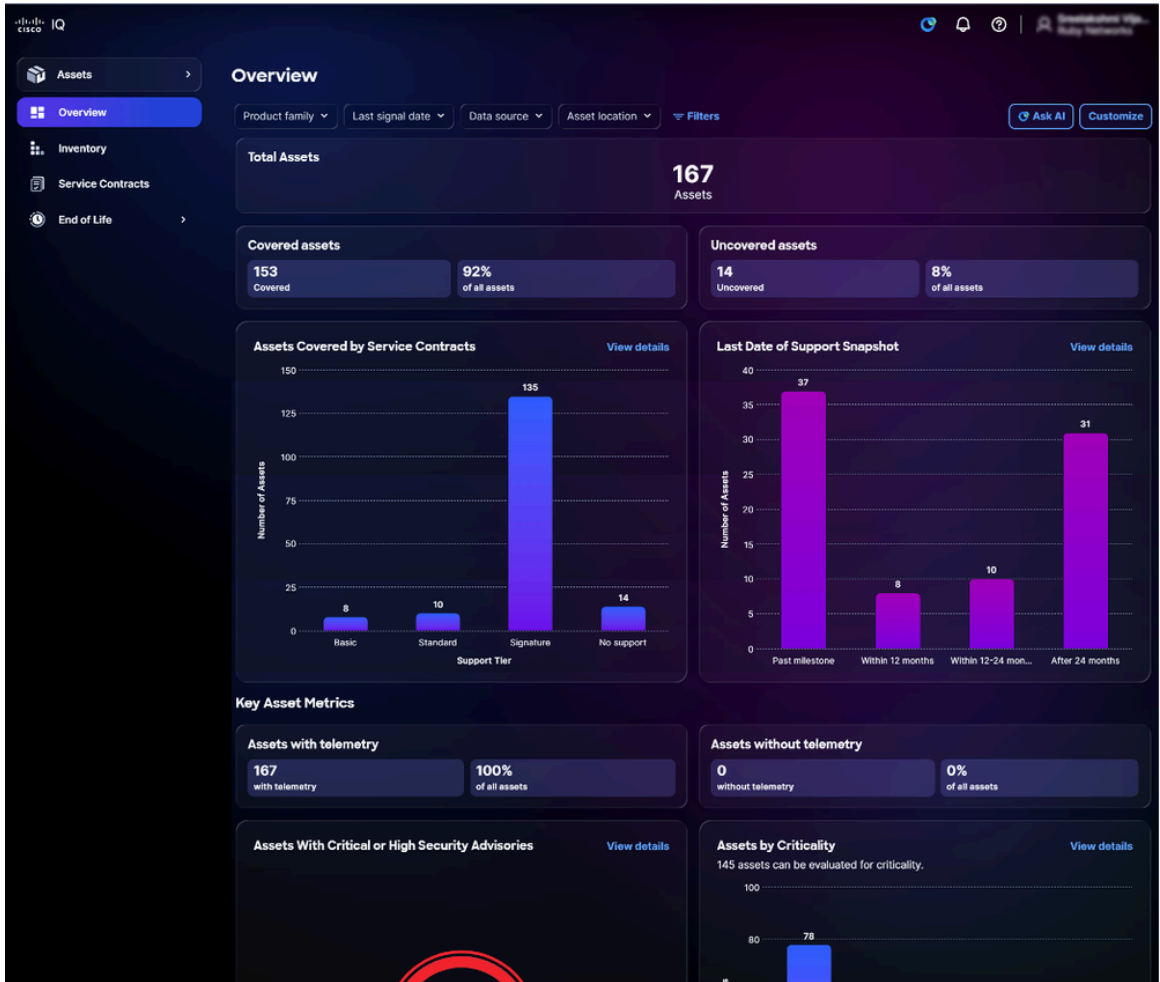 cisco IQ
Assets
Overview
Inventory
Service Contracts
End of Life
Overview
Product family Last signal date Data source Asset location Filters Ask AI Customize
Total Assets
167
Assets
Covered assets
153
Covered
92%
of all assets
Uncovered assets
14
Uncovered
8%
of all assets
Assets Covered by Service Contracts View details
150
125
100
75
50
25
0
Number of Assets
8
10
135
14
Basic Standard Signature No support
Support Tier
Last Date of Support Snapshot View details
40
35
30
25
20
15
10
5
0
Number of Assets
37
8
10
31
Past milestone Within 12 months Within 12-24 mon... After 24 months
Key Asset Metrics
Assets with telemetry
167
with telemetry
100%
of all assets
Assets without telemetry
0
without telemetry
0%
of all assets
Assets With Critical or High Security Advisories View details
Assets by Criticality View details
145 assets can be evaluated for criticality.
100
80
78